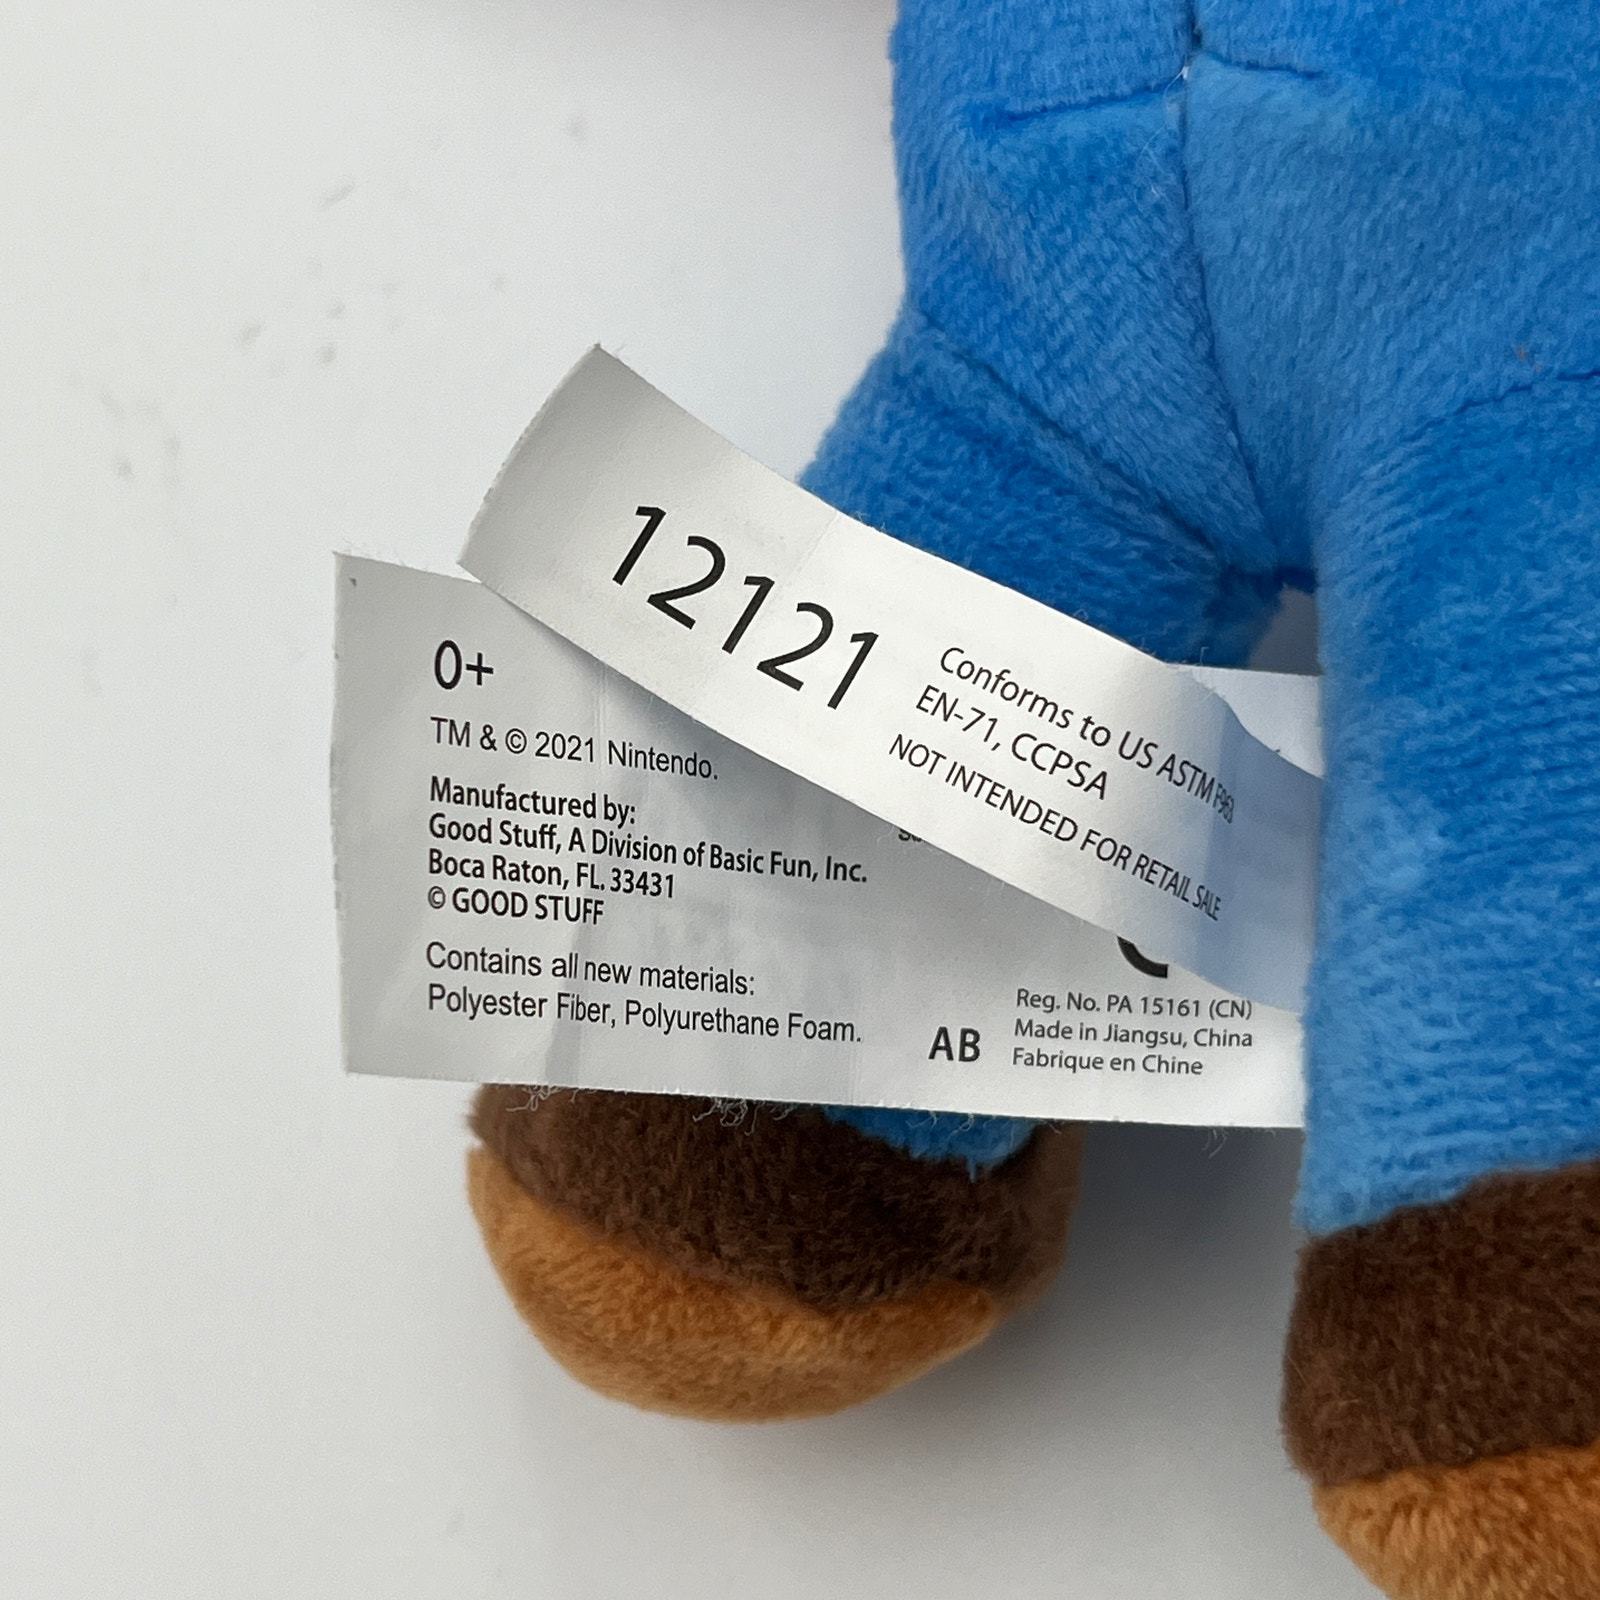 12121
Conforms to US ASTM F963
EN-71, CCPSA
NOT INTENDED FOR RETAIL SALE
0+
TM & © 2021 Nintendo.
Manufactured by:
Good Stuff, A Division of Basic Fun, Inc.
Boca Raton, FL. 33431
© GOOD STUFF
Contains all new materials:
Polyester Fiber, Polyurethane Foam.
AB
Reg. No. PA 15161 (CN)
Made in Jiangsu, China
Fabrique en Chine